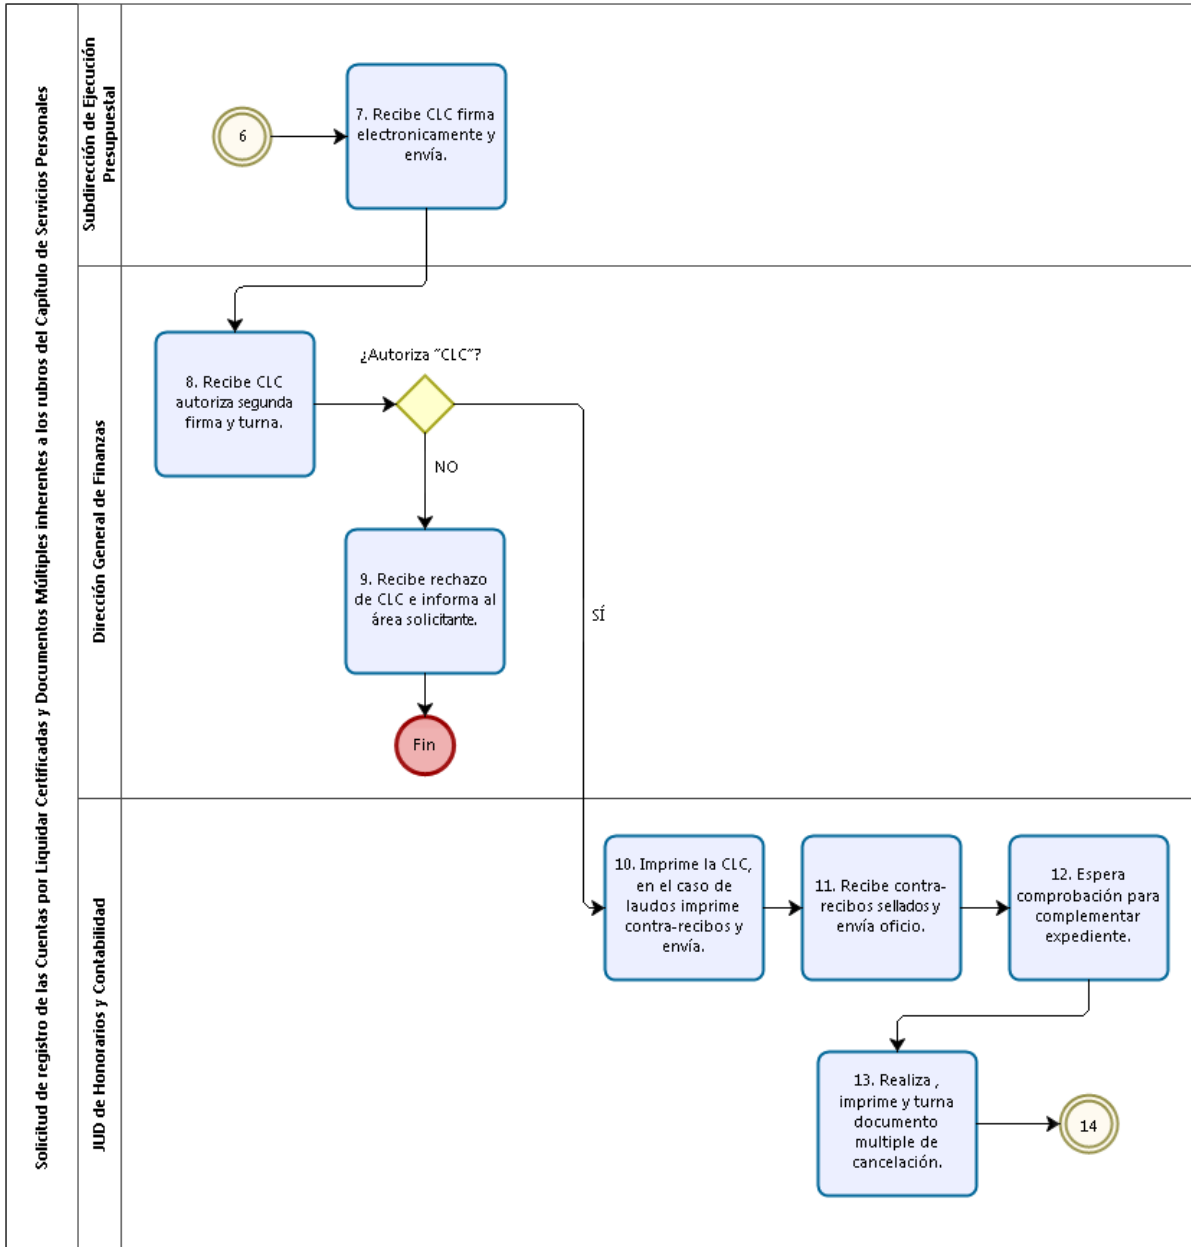 Solicitud de registro de las Cuentas por Liquidar Certificadas y Documentos Múltiples inherentes a los rubros del Capítulo de Servicios Personales
Subdirección de Ejecución
Presupuestal
6
7. Recibe CLC firma
electronicamente y
envía.
Dirección General de Finanzas
8. Recibe CLC
autoriza segunda
firma y turna.
¿Autoriza "CLC"?
NO
SÍ
9. Recibe rechazo
de CLC e informa al
área solicitante.
Fin
JUD de Honorarios y Contabilidad
10. Imprime la CLC,
en el caso de
laudos imprime
contra-recibos y
envía.
11. Recibe contra-
recibos sellados y
envía oficio.
12. Espera
comprobación para
complementar
expediente.
13. Realiza ,
imprime y turna
documento
multiple de
cancelación.
14